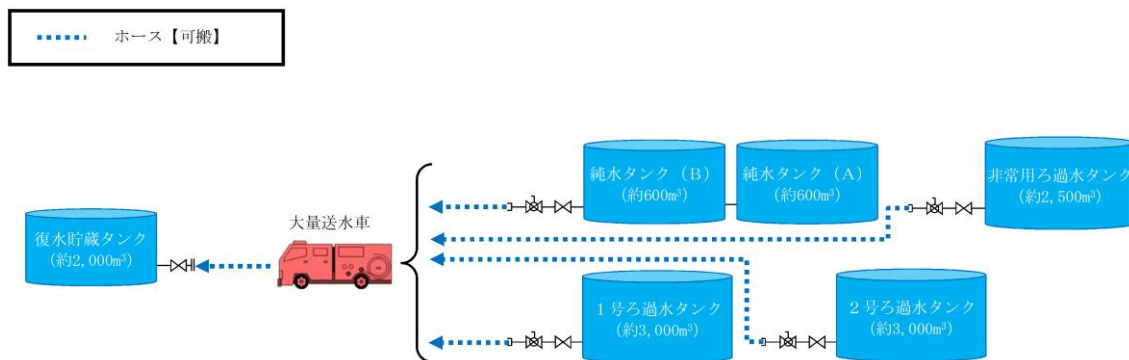 ホース【可搬】
純水タンク（B）
(約600m³)
純水タンク（A）
(約600m³)
非常用ろ過水タンク
(約2,500m³)
大量送水車
復水貯蔵タンク
(約2,000m³)
１号ろ過水タンク
(約3,000m³)
２号ろ過水タンク
(約3,000m³)